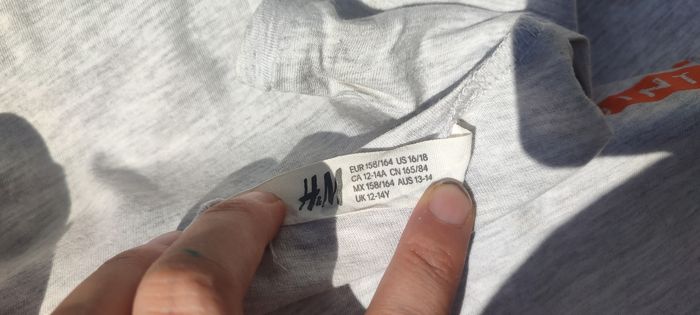 H&M
EUR 158/164 US 16/18
CA 12-14A CN 165/84
MX 158/164 AUS 13-14
UK 12-14Y